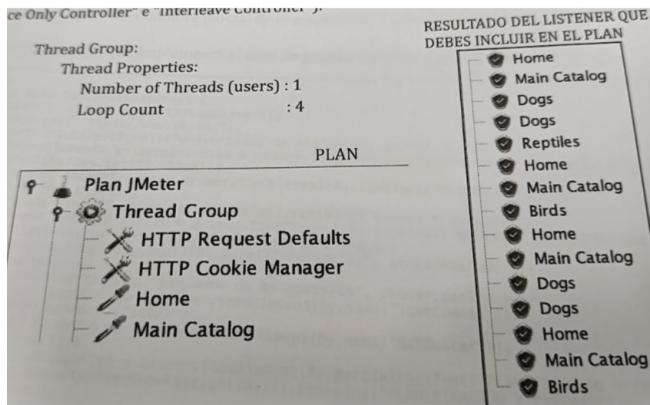 ce Only Controller" e "Interleave Controller").
Thread Group:
Thread Properties:
Number of Threads (users) : 1
Loop Count : 4
PLAN
Plan JMeter
Thread Group
HTTP Request Defaults
HTTP Cookie Manager
Home
Main Catalog
RESULTADO DEL LISTENER QUE
DEBES INCLUIR EN EL PLAN
Home
Main Catalog
Dogs
Dogs
Reptiles
Home
Main Catalog
Birds
Home
Main Catalog
Dogs
Dogs
Home
Main Catalog
Birds